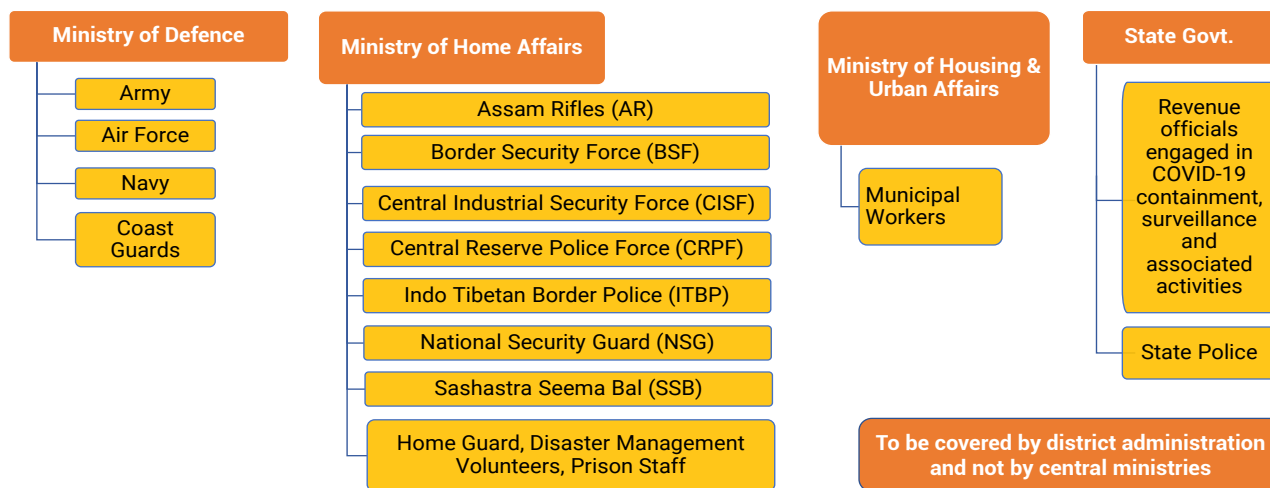 Ministry of Defence
Army
Air Force
Navy
Coast
Guards
Ministry of Home Affairs
Assam Rifles (AR)
Border Security Force (BSF)
Central Industrial Security Force (CISF)
Central Reserve Police Force (CRPF)
Indo Tibetan Border Police (ITBP)
National Security Guard (NSG)
Sashastra Seema Bal (SSB)
Home Guard, Disaster Management
Volunteers, Prison Staff
Ministry of Housing &
Urban Affairs
Municipal
Workers
State Govt.
Revenue
officials
engaged in
COVID-19
containment,
surveillance
and
associated
activities
State Police
To be covered by district administration
and not by central ministries